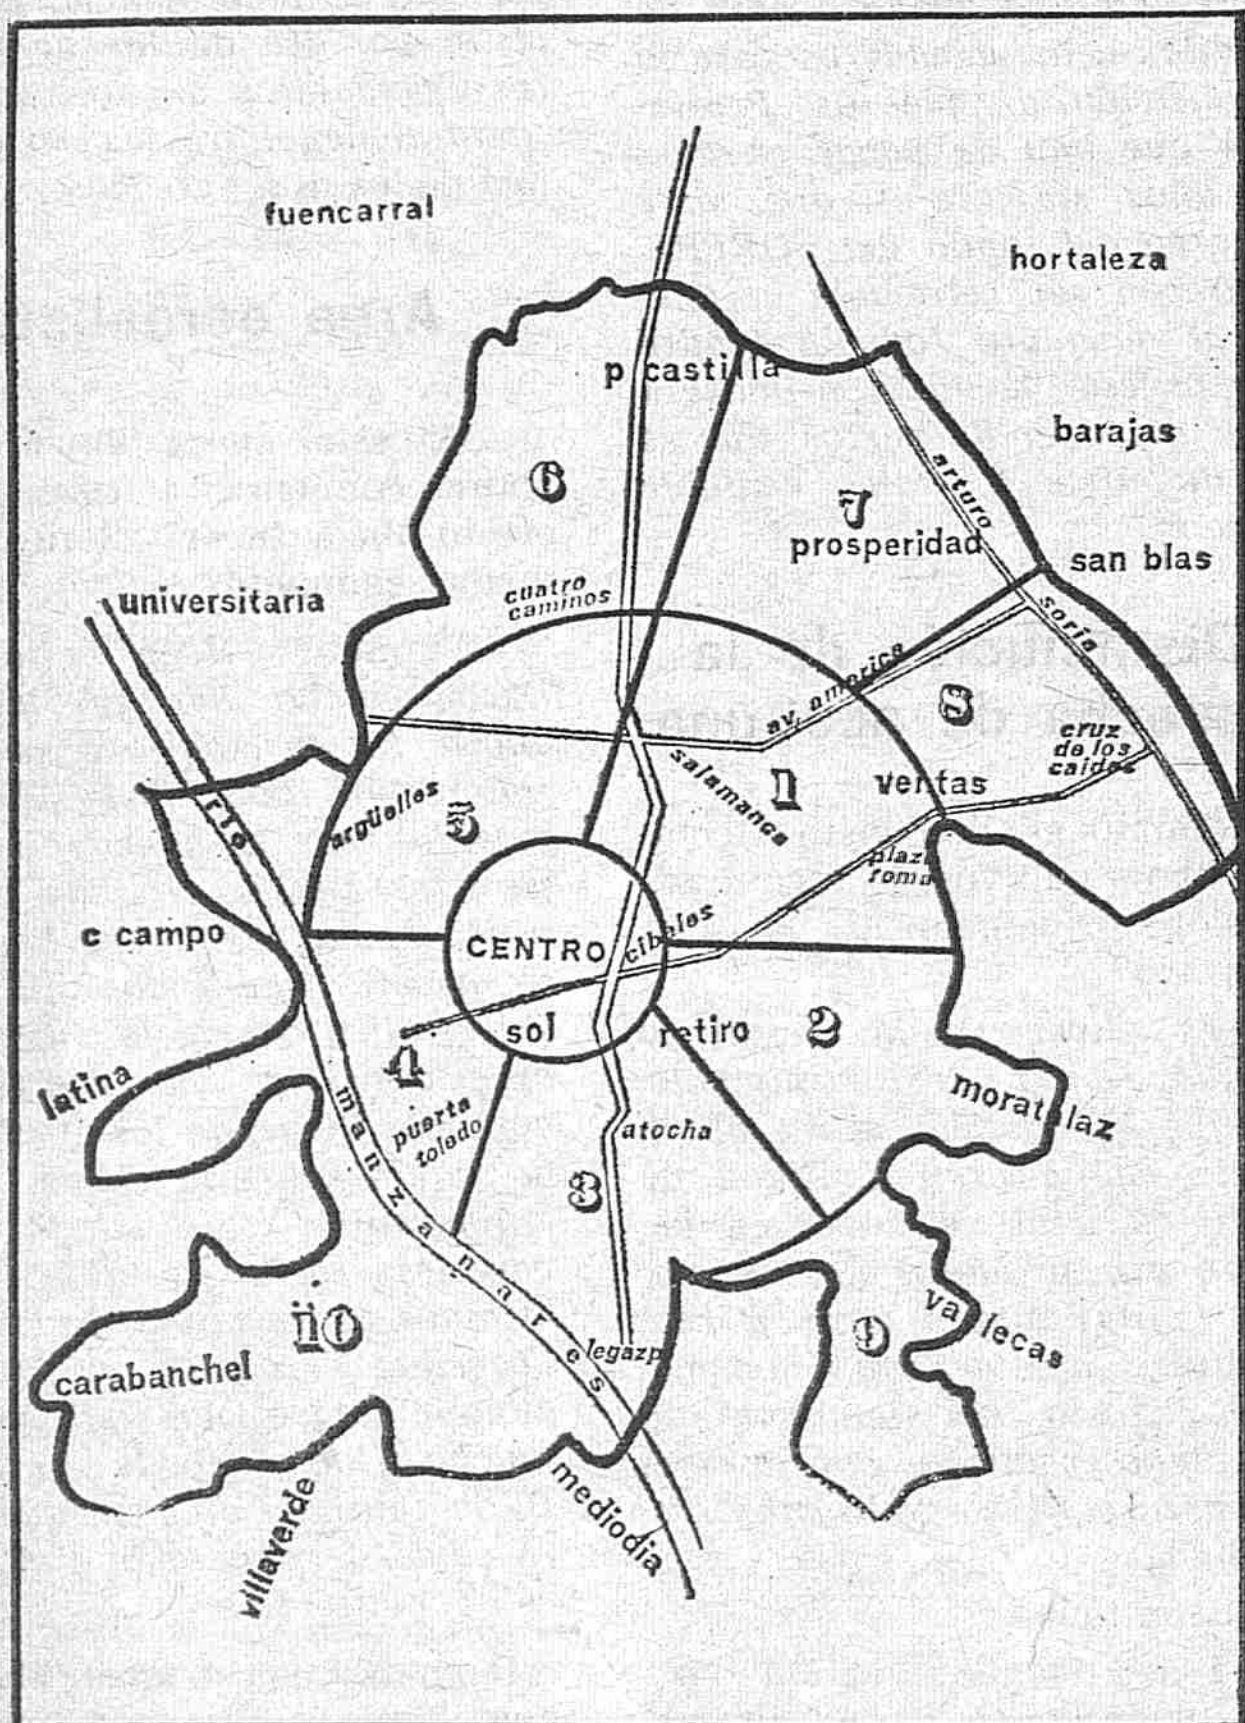 fuencarral
hortaleza
p castilla
barajas
arturo
6
7
prosperidad
san blas
cuatro
caminos
universitaria
soria
av. america
8
cruz
de los
caidos
salamanca
1
ventas
rio
argüelles
5
plaza
roma
c campo
CENTRO
cibeles
sol
retiro
2
4
latina
manzanares
puerta
toledo
atocha
moratalaz
3
10
9
vallecas
legazp
carabanchel
villaverde
mediodia